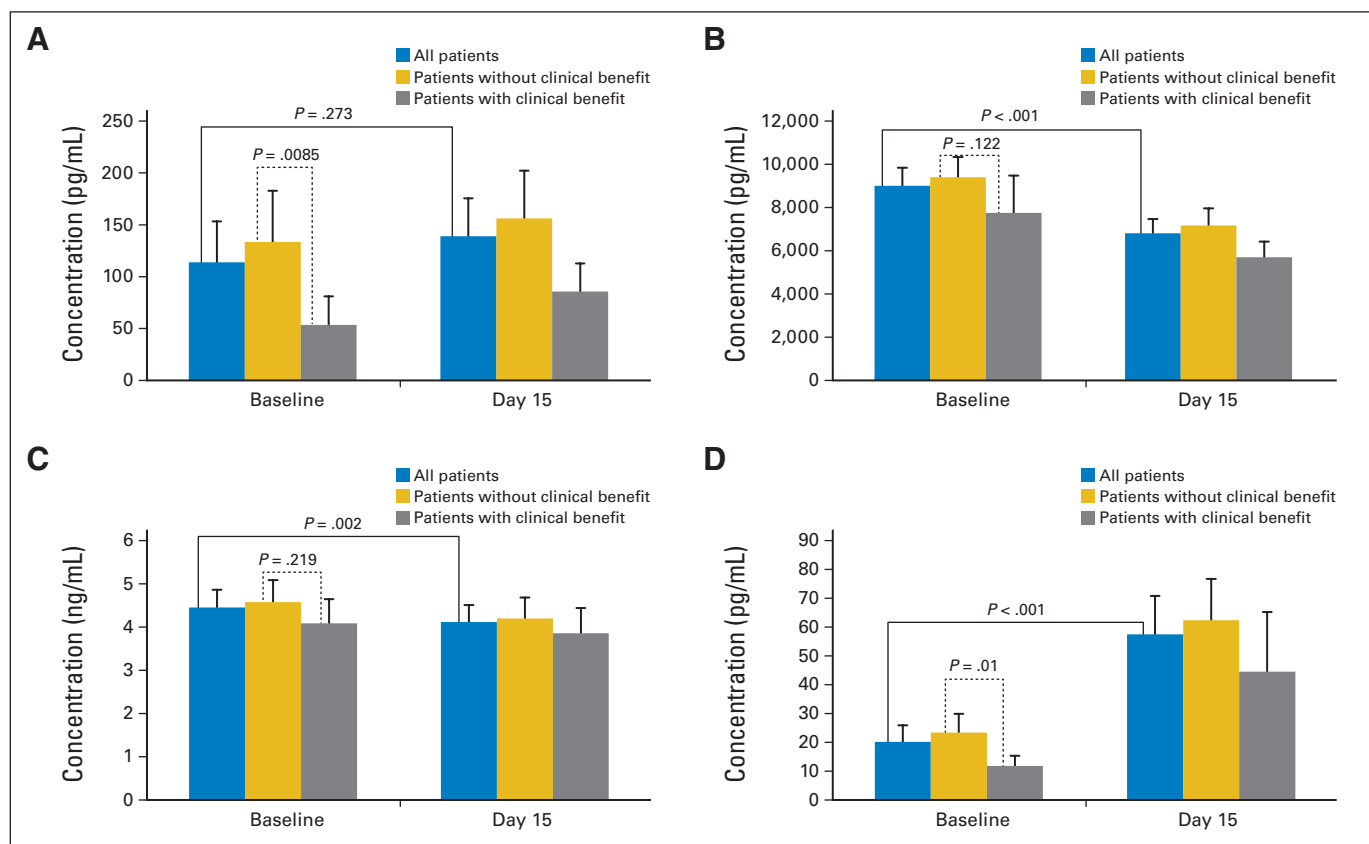 A
All patients
Patients without clinical benefit
Patients with clinical benefit
Concentration (pg/mL)
250
200
150
100
50
0
P = .273
P = .0085
Baseline
Day 15
B
All patients
Patients without clinical benefit
Patients with clinical benefit
Concentration (pg/mL)
12,000
10,000
8,000
6,000
4,000
2,000
0
P < .001
P = .122
Baseline
Day 15
C
All patients
Patients without clinical benefit
Patients with clinical benefit
Concentration (ng/mL)
6
5
4
3
2
1
0
P = .002
P = .219
Baseline
Day 15
D
All patients
Patients without clinical benefit
Patients with clinical benefit
Concentration (pg/mL)
90
80
70
60
50
40
30
20
10
0
P < .001
P = .01
Baseline
Day 15